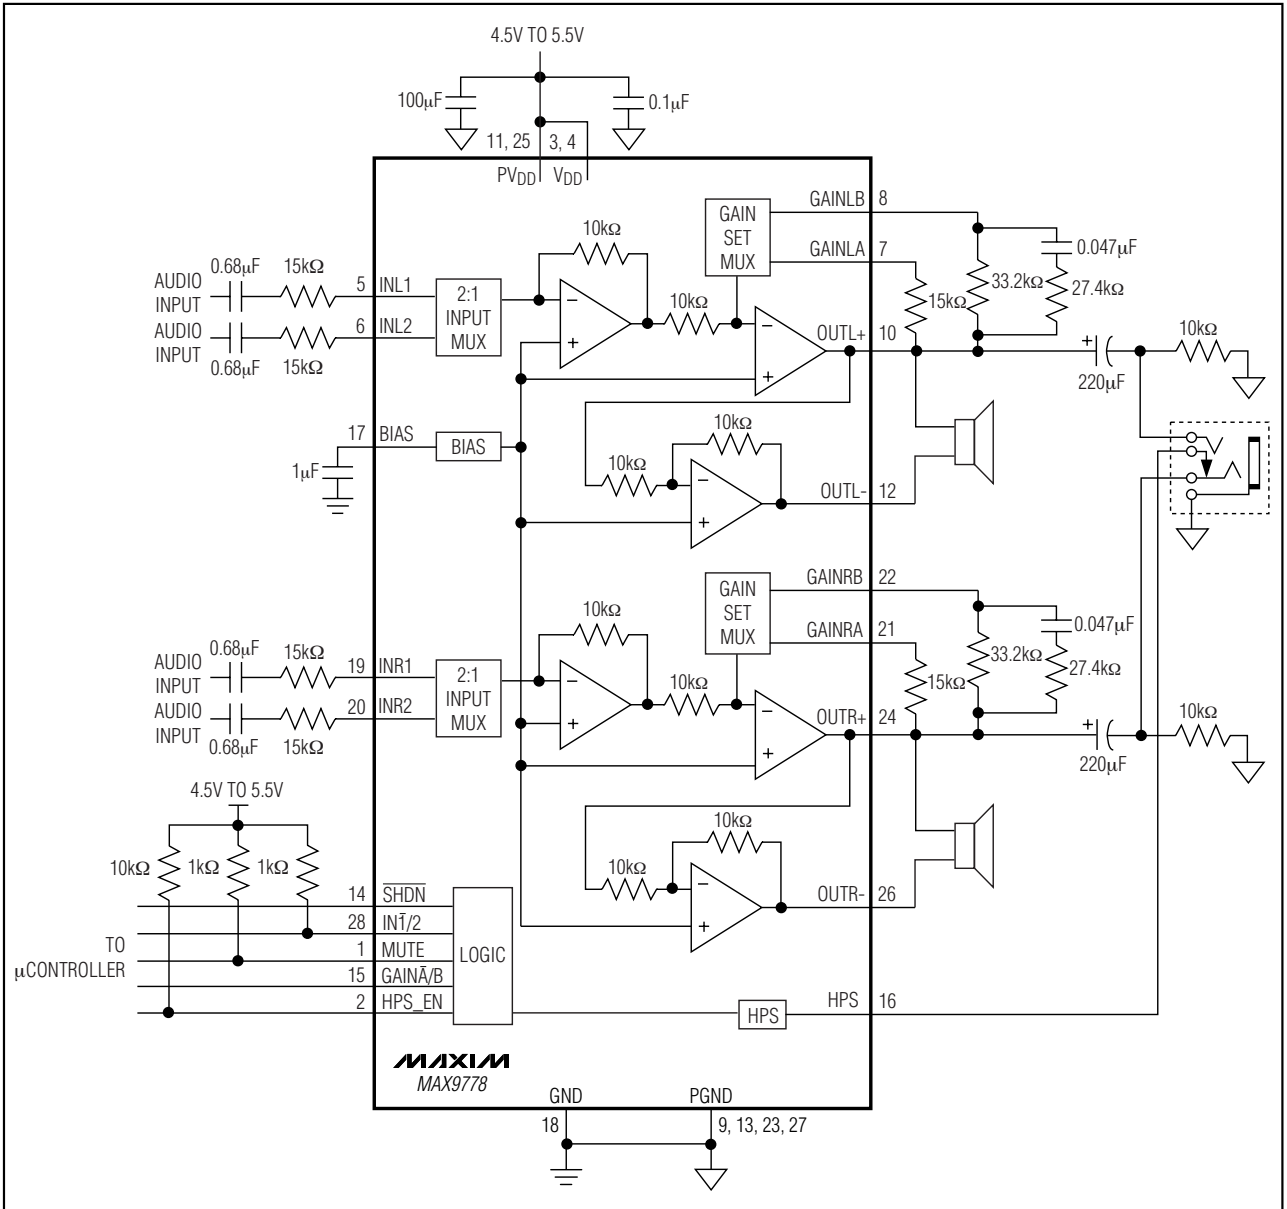 4.5V TO 5.5V
100µF
0.1µF
11, 25
3, 4
PVDD
VDD
GAINLB
8
GAIN
SET
MUX
GAINLA
7
10kΩ
0.047µF
33.2kΩ
27.4kΩ
15kΩ
AUDIO
INPUT
0.68µF
15kΩ
5
INL1
2:1
INPUT
MUX
AUDIO
INPUT
0.68µF
15kΩ
6
INL2
10kΩ
−
+
−
+
OUTL+
10
+
220µF
10kΩ
17
BIAS
BIAS
1µF
10kΩ
10kΩ
−
+
OUTL-
12
GAINRB
22
GAIN
SET
MUX
GAINRA
21
10kΩ
0.047µF
33.2kΩ
27.4kΩ
15kΩ
AUDIO
INPUT
0.68µF
15kΩ
19
INR1
2:1
INPUT
MUX
AUDIO
INPUT
0.68µF
15kΩ
20
INR2
10kΩ
−
+
−
+
OUTR+
24
+
220µF
10kΩ
4.5V TO 5.5V
10kΩ
1kΩ
1kΩ
10kΩ
10kΩ
−
+
OUTR-
26
TO
µCONTROLLER
14
S̅H̅D̅N̅
28
IN1̅/2
1
MUTE
15
GAINA̅/B
2
HPS_EN
LOGIC
HPS
HPS
16
MAXIM
MAX9778
GND
18
PGND
9, 13, 23, 27